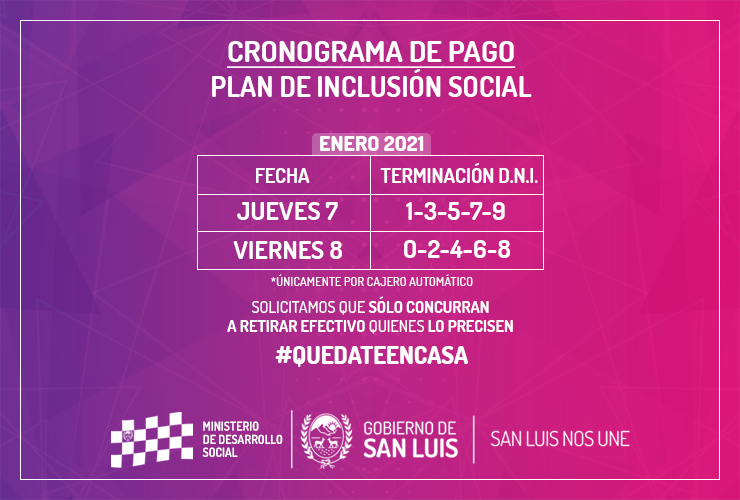 CRONOGRAMA DE PAGO
PLAN DE INCLUSIÓN SOCIAL
ENERO 2021
FECHA TERMINACIÓN D.N.I.
JUEVES 7 1-3-5-7-9
VIERNES 8 0-2-4-6-8
*ÚNICAMENTE POR CAJERO AUTOMÁTICO
SOLICITAMOS QUE SÓLO CONCURRAN
A RETIRAR EFECTIVO QUIENES LO PRECISEN
#QUEDATEENCASA
MINISTERIO
DE DESARROLLO
SOCIAL
GOBIERNO DE
SAN LUIS
SAN LUIS NOS UNE